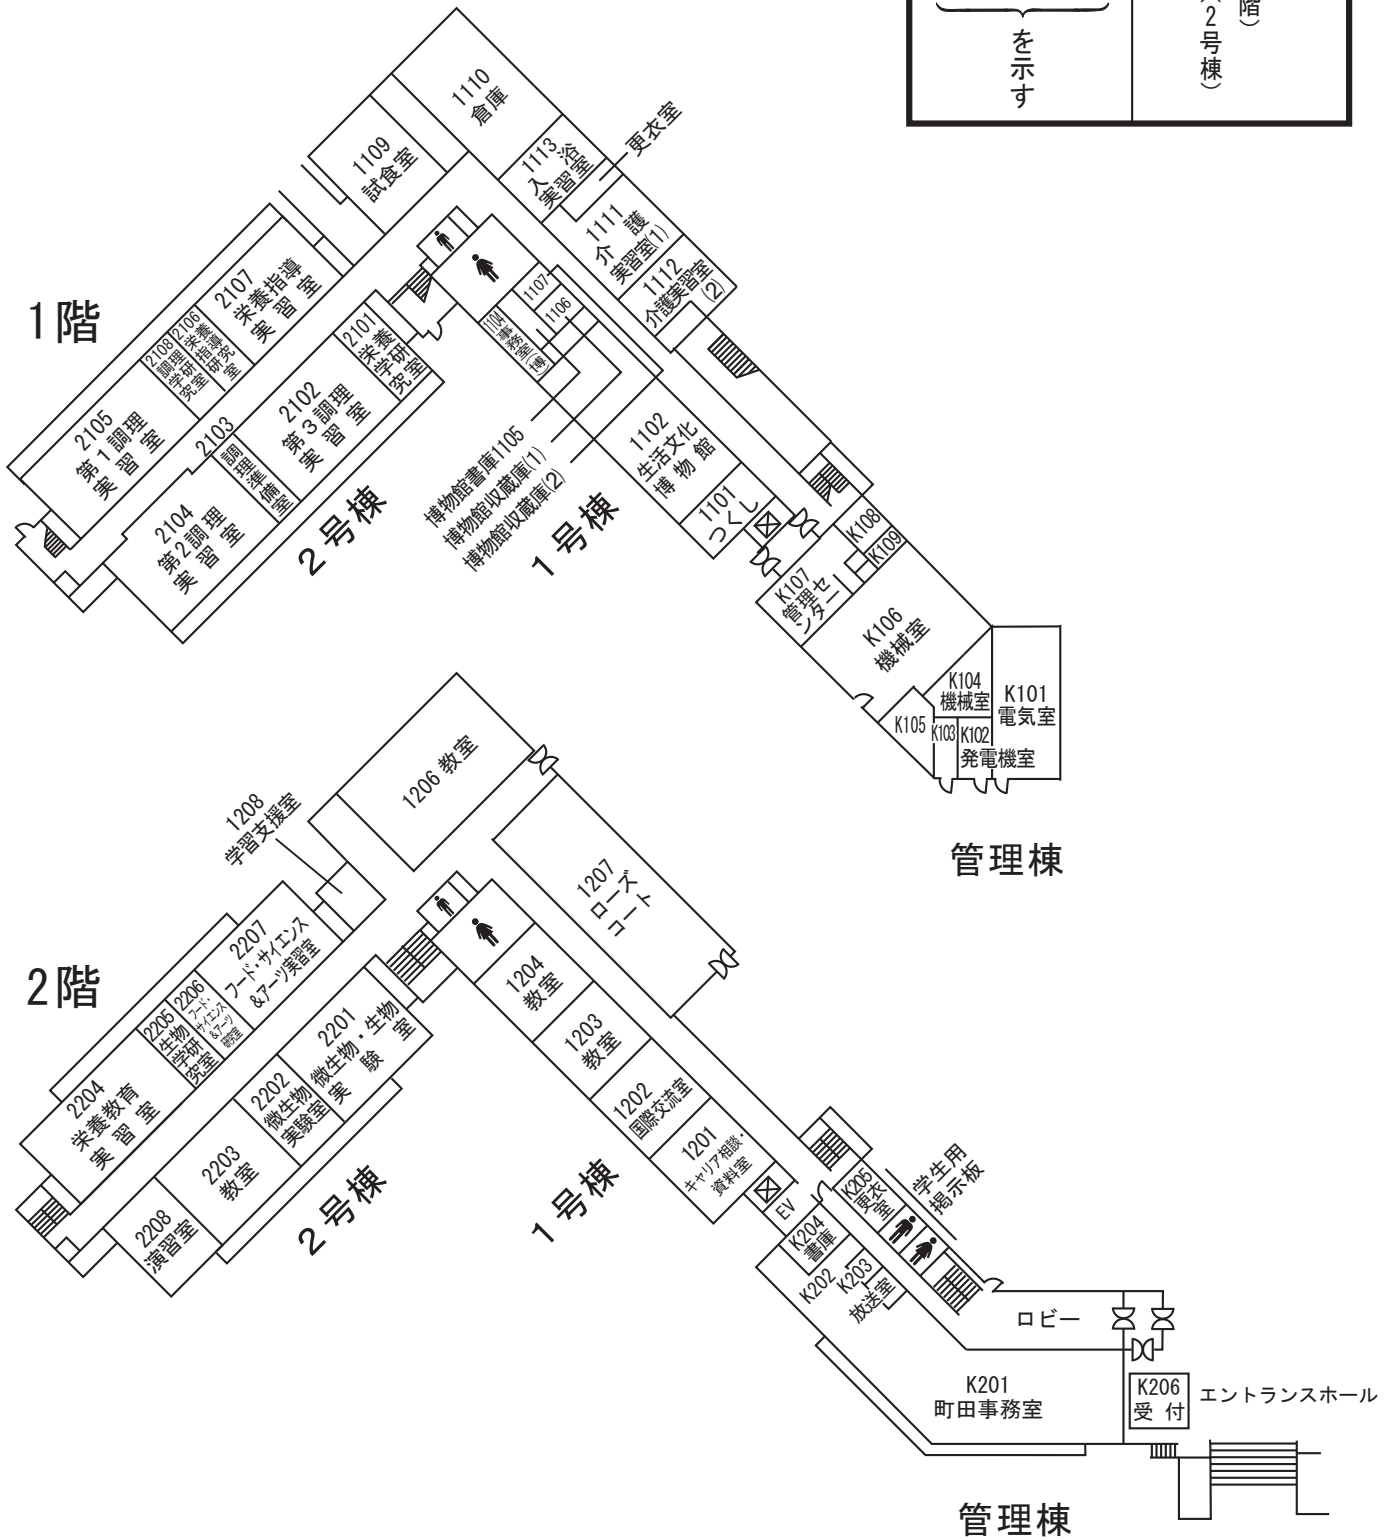 階）
（２号棟）
を示す
1階
1110
倉庫
1109
試食室
1113
入浴
実習室
更衣室
1111
介護
実習室(1)
1112
介護実習室
(2)
2107
栄養指導
実習室
2106
栄養
指導
研究
室
2108
調理
学研
究室
2105
第1調理
実習室
2101
栄養
学研
究室
2102
第3調理
実習室
2103
調理
準備
室
2104
第2調理
実習室
2号棟
1107
1106
1104
事務
室
(博)
博物館書庫1105
博物館収蔵庫(1)
博物館収蔵庫(2)
1102
生活文化
博物館
1101
つくし
1号棟
K108
K109
K107
管理セ
ンター
K106
機械室
K104
機械室
K101
電気室
K105
K103
K102
発電機室
管理棟
2階
1206 教室
1208
学習支援室
1207
ローズ
コート
2207
フード・サイエンス
&アーツ実習室
2206
フード・
サイエンス
&アーツ
研究室
2205
生物
学研
究室
2204
栄養教育
実習室
2201
微生物・生物
実験室
2202
微生物
実験室
2203
教室
2208
演習室
2号棟
1204
教室
1203
教室
1202
国際交流室
1201
キャリア相談・
資料室
1号棟
EV
K205
更衣
室
学生用
掲示板
K204
書庫
K202
K203
放送室
ロビー
K201
町田事務室
K206
受付
エントランスホール
管理棟